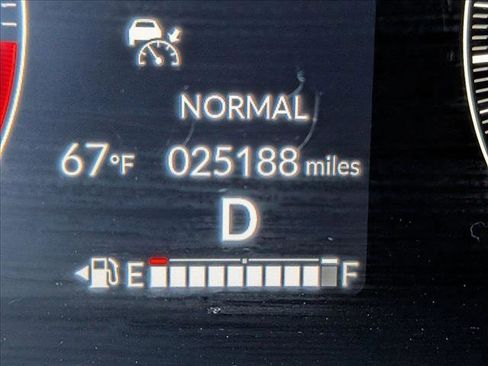 NORMAL
67°F 025188 miles
D
E F